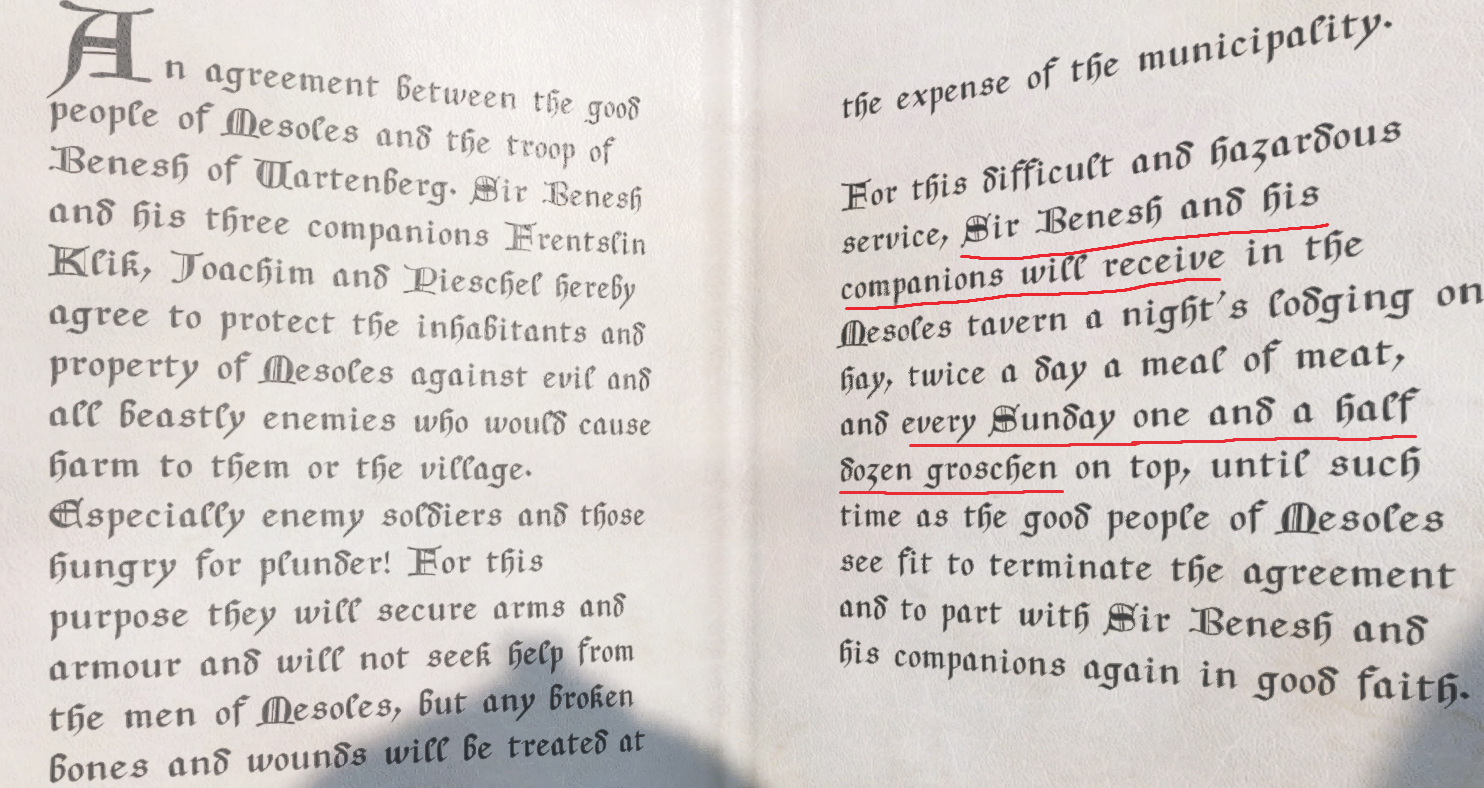 An agreement between the good
people of Mesoles and the troop of
Benesh of Wartenberg. Sir Benesh
and his three companions Frentslin
Klik, Joachim and Pieschel hereby
agree to protect the inhabitants and
property of Mesoles against evil and
all beastly enemies who would cause
harm to them or the village.
Especially enemy soldiers and those
hungry for plunder! For this
purpose they will secure arms and
armour and will not seek help from
the men of Mesoles, but any broken
bones and wounds will be treated at
the expense of the municipality.
For this difficult and hazardous
service, Sir Benesh and his
companions will receive in the
Mesoles tavern a night's lodging on
hay, twice a day a meal of meat,
and every Sunday one and a half
dozen groschen on top, until such
time as the good people of Mesoles
see fit to terminate the agreement
and to part with Sir Benesh and
his companions again in good faith.